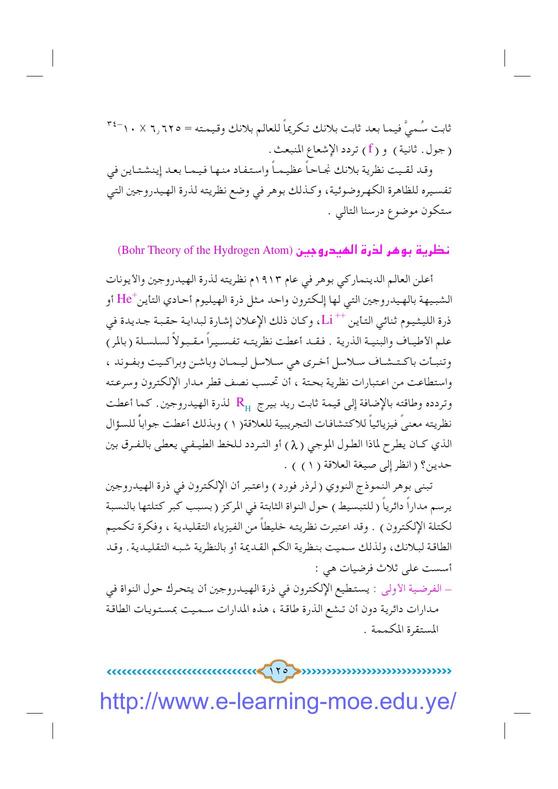 ثابت سُميَّ فيما بعد ثابت بلانك تكريماً للعالم بلانك وقيمته = ٦,٦٢٥ × ١٠⁻³⁴
( جول . ثانية ) و ( f ) تردد الإشعاع المنبعث .
وقد لقيت نظرية بلانك نجاحاً عظيماً واستفاد منها فيما بعد إينشتاين في
تفسيره للظاهرة الكهروضوئية، وكذلك بوهر في وضع نظريته لذرة الهيدروجين التي
ستكون موضوع درسنا التالي .
نظرية بوهر لذرة الهيدروجين (Bohr Theory of the Hydrogen Atom)
أعلن العالم الدينماركي بوهر في عام ١٩١٣م نظريته لذرة الهيدروجين والآيونات
الشبيهة بالهيدروجين التي لها إلكترون واحد مثل ذرة الهيليوم أحادي التأين He⁺ أو
ذرة الليشيوم ثنائي التأين Li⁺⁺، وكان ذلك الإعلان إشارة لبداية حقبة جديدة في
علم الأطياف والبنية الذرية . فقد أعطت نظريته تفسيراً مقبولاً لسلسلة ( بالمر )
وتنبأت باكتشاف سلاسل أخرى هي سلاسل ليمان وباشن وبراكيت وبفوند ،
واستطاعت من اعتبارات نظرية بحتة ، أن تحسب نصف قطر مدار الإلكترون وسرعته
وتردده وطاقته بالإضافة إلى قيمة ثابت ريد بيرج R_H لذرة الهيدروجين. كما أعطت
نظريته معنىً فيزيائياً للاكتشافات التجريبية للعلاقة( ١ ) وبذلك أعطت جواباً للسؤال
الذي كان يطرح لماذا الطول الموجي ( λ ) أو التردد للخط الطيفي يعطى بالفرق بين
حدين؟ ( انظر إلى صيغة العلاقة ( ١ ) ) .
تبنى بوهر النموذج النووي ( لرذر فورد ) واعتبر أن الإلكترون في ذرة الهيدروجين
يرسم مداراً دائرياً ( للتبسيط ) حول النواة الثابتة في المركز ( بسبب كبر كتلتها بالنسبة
لكتلة الإلكترون ) . وقد اعتبرت نظريته خليطاً من الفيزياء التقليدية ، وفكرة تكميم
الطاقة لبلانك، ولذلك سميت بنظرية الكم القديمة أو بالنظرية شبه التقليدية . وقد
أسست على ثلاث فرضيات هي :
– الفرضية الأولى : يستطيع الإلكترون في ذرة الهيدروجين أن يتحرك حول النواة في
مدارات دائرية دون أن تشع الذرة طاقة ، هذه المدارات سميت بمستويات الطاقة
المستقرة المكممة .
١٢٥
http://www.e-learning-moe.edu.ye/